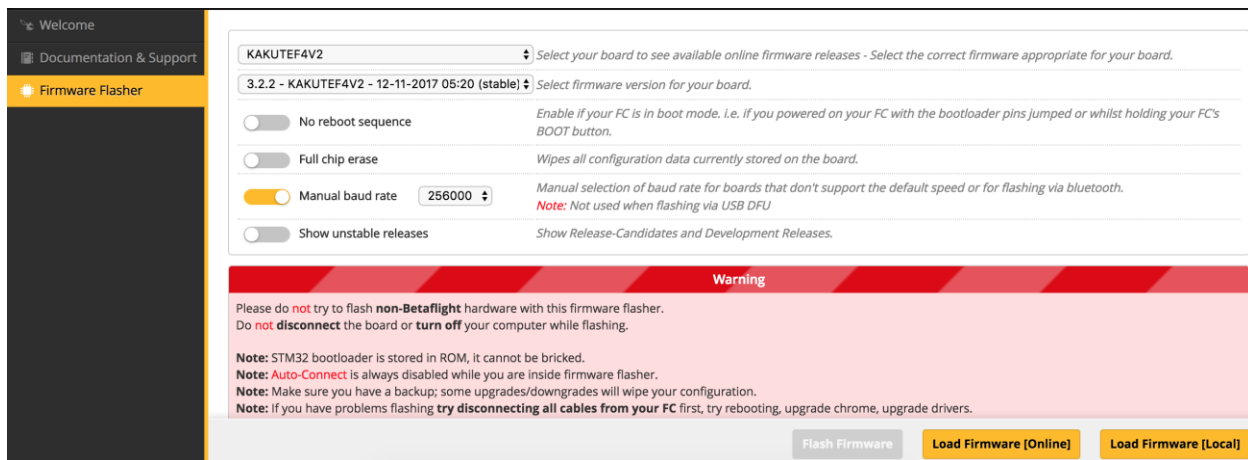 Welcome
Documentation & Support
Firmware Flasher
KAKUTEF4V2 Select your board to see available online firmware releases - Select the correct firmware appropriate for your board.
3.2.2 - KAKUTEF4V2 - 12-11-2017 05:20 (stable) Select firmware version for your board.
No reboot sequence Enable if your FC is in boot mode. i.e. if you powered on your FC with the bootloader pins jumped or whilst holding your FC's
BOOT button.
Full chip erase Wipes all configuration data currently stored on the board.
Manual baud rate 256000 Manual selection of baud rate for boards that don't support the default speed or for flashing via bluetooth.
Note: Not used when flashing via USB DFU
Show unstable releases Show Release-Candidates and Development Releases.
Warning
Please do not try to flash non-Betaflight hardware with this firmware flasher.
Do not disconnect the board or turn off your computer while flashing.
Note: STM32 bootloader is stored in ROM, it cannot be bricked.
Note: Auto-Connect is always disabled while you are inside firmware flasher.
Note: Make sure you have a backup; some upgrades/downgrades will wipe your configuration.
Note: If you have problems flashing try disconnecting all cables from your FC first, try rebooting, upgrade chrome, upgrade drivers.
Flash Firmware Load Firmware [Online] Load Firmware [Local]